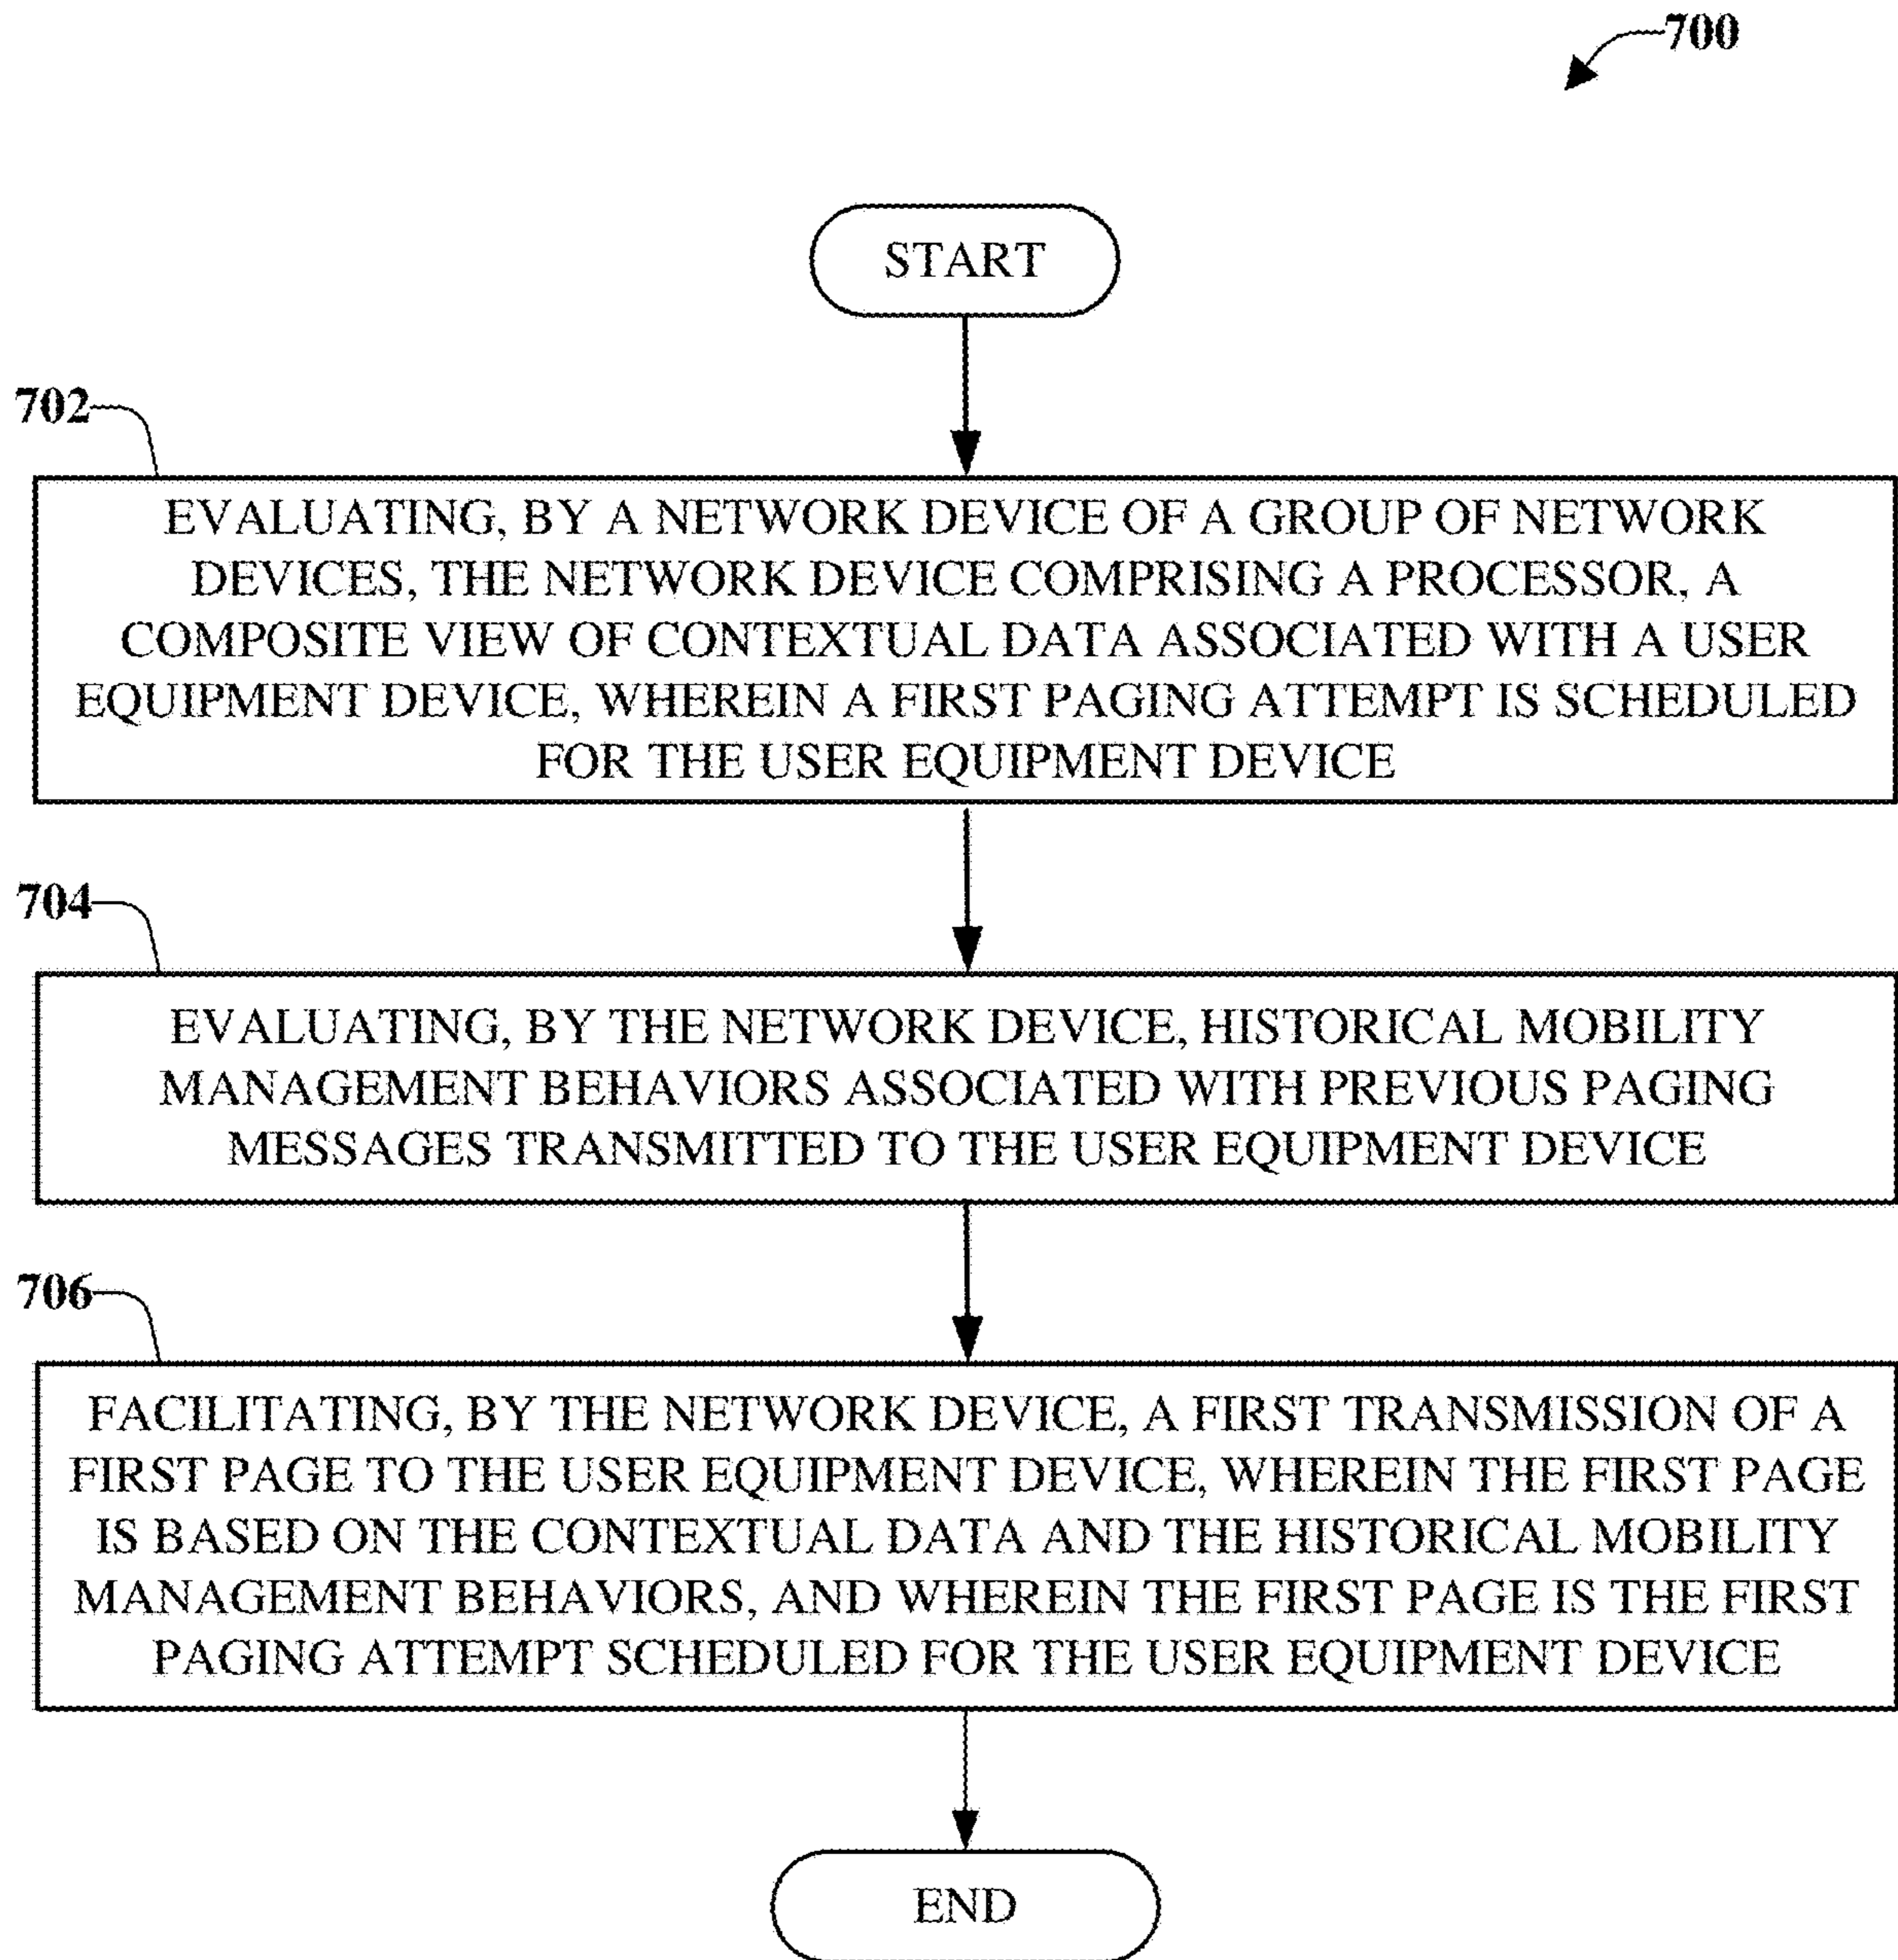 700
START
702
EVALUATING, BY A NETWORK DEVICE OF A GROUP OF NETWORK
DEVICES, THE NETWORK DEVICE COMPRISING A PROCESSOR, A
COMPOSITE VIEW OF CONTEXTUAL DATA ASSOCIATED WITH A USER
EQUIPMENT DEVICE, WHEREIN A FIRST PAGING ATTEMPT IS SCHEDULED
FOR THE USER EQUIPMENT DEVICE
704
EVALUATING, BY THE NETWORK DEVICE, HISTORICAL MOBILITY
MANAGEMENT BEHAVIORS ASSOCIATED WITH PREVIOUS PAGING
MESSAGES TRANSMITTED TO THE USER EQUIPMENT DEVICE
706
FACILITATING, BY THE NETWORK DEVICE, A FIRST TRANSMISSION OF A
FIRST PAGE TO THE USER EQUIPMENT DEVICE, WHEREIN THE FIRST PAGE
IS BASED ON THE CONTEXTUAL DATA AND THE HISTORICAL MOBILITY
MANAGEMENT BEHAVIORS, AND WHEREIN THE FIRST PAGE IS THE FIRST
PAGING ATTEMPT SCHEDULED FOR THE USER EQUIPMENT DEVICE
END